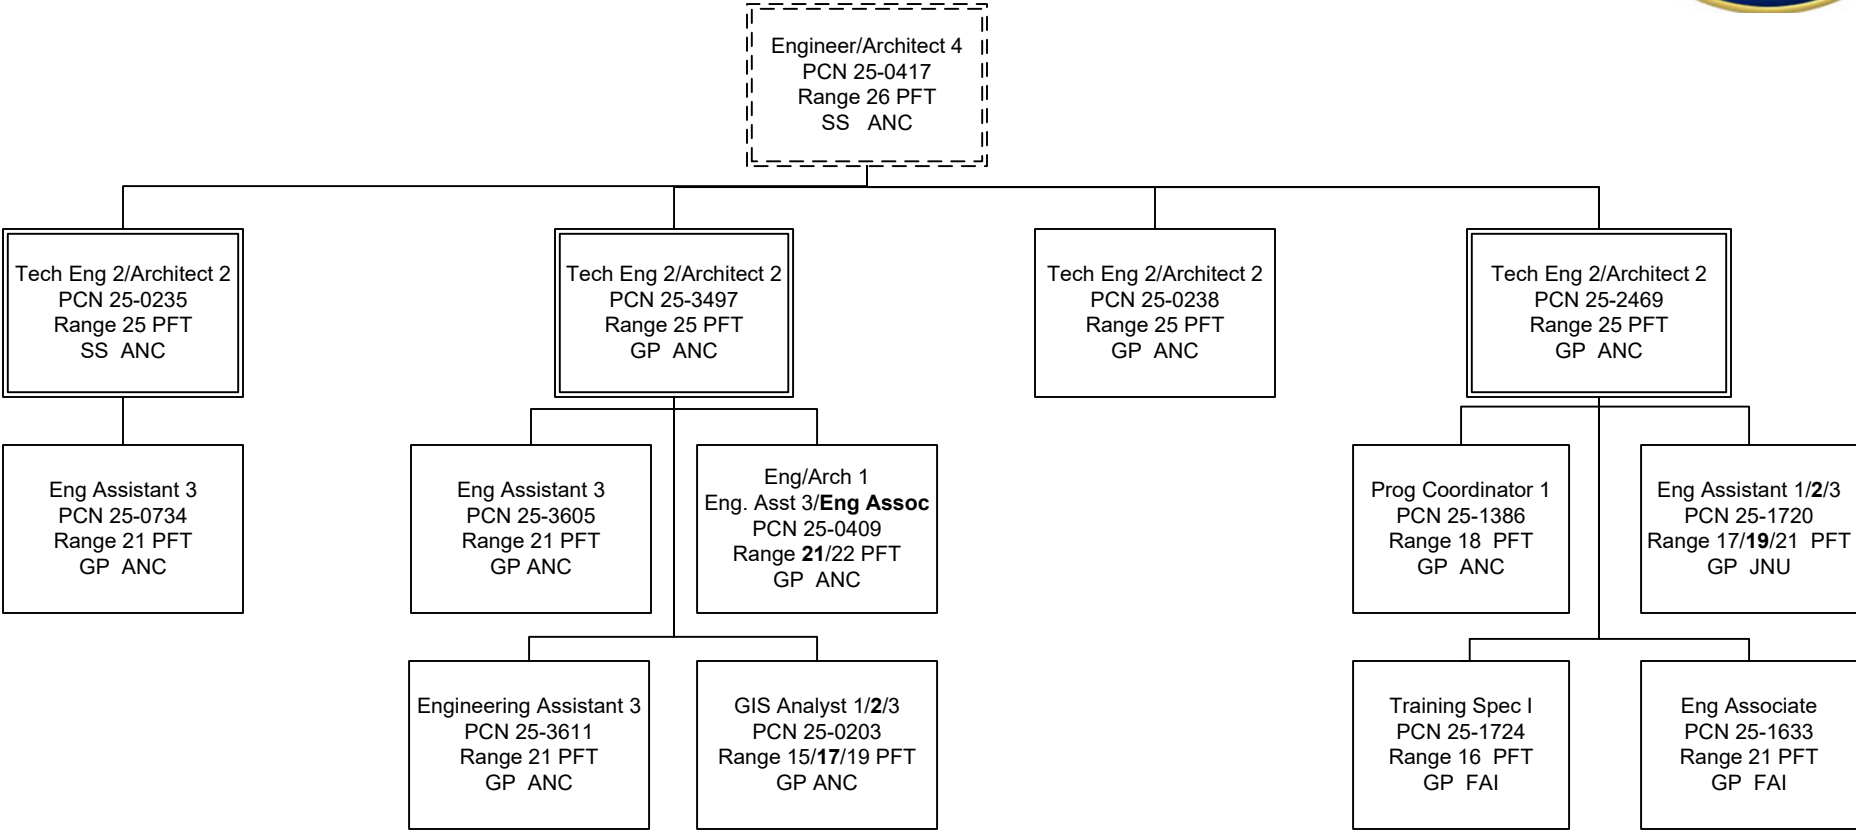 Engineer/Architect 4
PCN 25-0417
Range 26 PFT
SS ANC
Tech Eng 2/Architect 2
PCN 25-0235
Range 25 PFT
SS ANC
Tech Eng 2/Architect 2
PCN 25-3497
Range 25 PFT
GP ANC
Tech Eng 2/Architect 2
PCN 25-0238
Range 25 PFT
GP ANC
Tech Eng 2/Architect 2
PCN 25-2469
Range 25 PFT
GP ANC
Eng Assistant 3
PCN 25-0734
Range 21 PFT
GP ANC
Eng Assistant 3
PCN 25-3605
Range 21 PFT
GP ANC
Eng/Arch 1
Eng. Asst 3/Eng Assoc
PCN 25-0409
Range 21/22 PFT
GP ANC
Prog Coordinator 1
PCN 25-1386
Range 18 PFT
GP ANC
Eng Assistant 1/2/3
PCN 25-1720
Range 17/19/21 PFT
GP JNU
Engineering Assistant 3
PCN 25-3611
Range 21 PFT
GP ANC
GIS Analyst 1/2/3
PCN 25-0203
Range 15/17/19 PFT
GP ANC
Training Spec I
PCN 25-1724
Range 16 PFT
GP FAI
Eng Associate
PCN 25-1633
Range 21 PFT
GP FAI